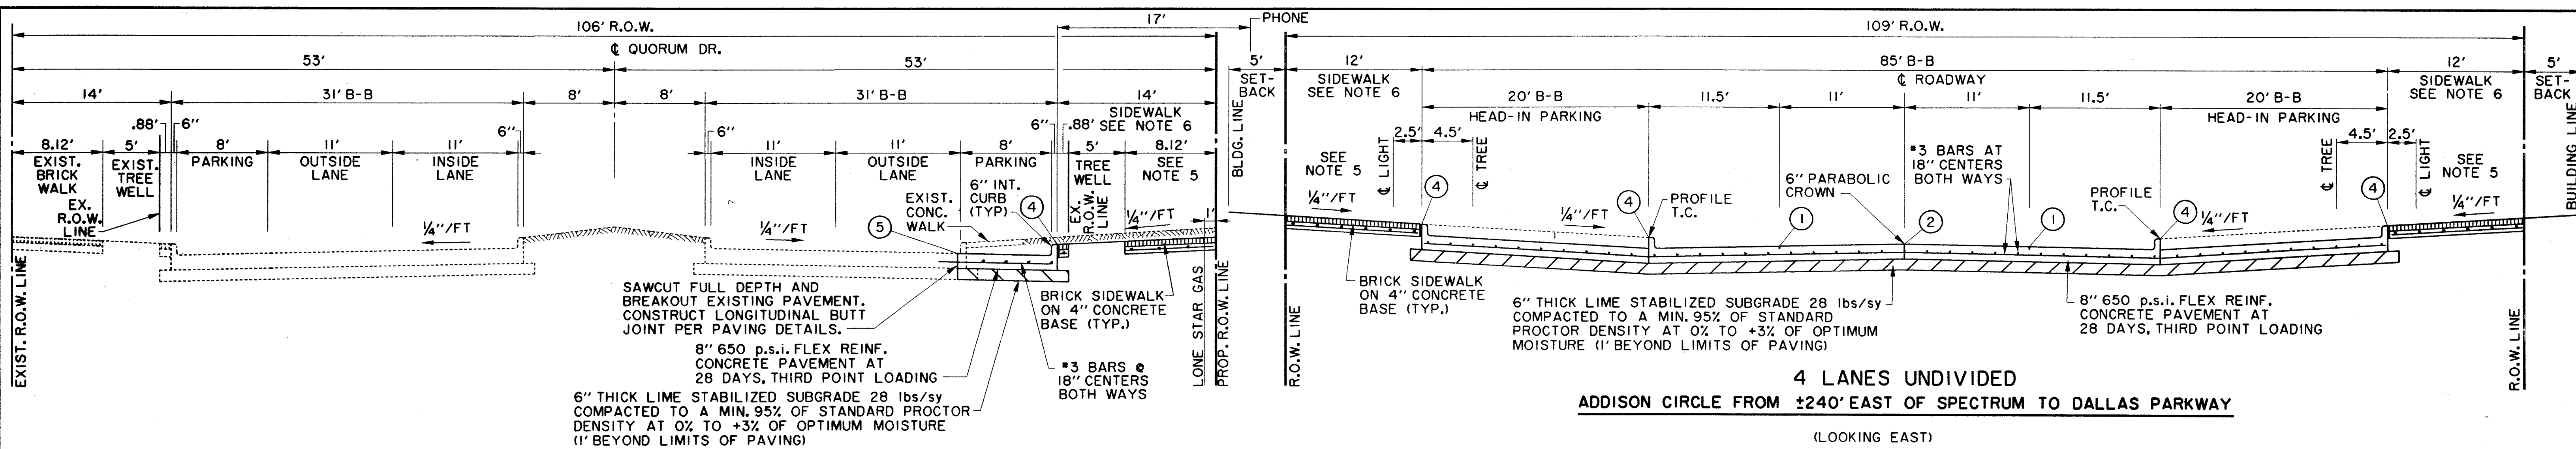 106' R.O.W.
17'
PHONE
109' R.O.W.
℄ QUORUM DR.
53'
53'
5'
12'
85' B-B
12'
5'
SET-
BACK
SIDEWALK
SEE NOTE 6
℄ ROADWAY
SIDEWALK
SEE NOTE 6
SET-
BACK
14'
31' B-B
8'
8'
31' B-B
14'
SIDEWALK
SEE NOTE 6
20' B-B
11.5'
11'
11'
11.5'
20' B-B
HEAD-IN PARKING
HEAD-IN PARKING
.88'
6"
6"
6"
6"
.88'
8.12'
5'
8'
11'
11'
11'
11'
8'
5'
8.12'
EXIST.
BRICK
WALK
EXIST.
TREE
WELL
PARKING
OUTSIDE
LANE
INSIDE
LANE
INSIDE
LANE
OUTSIDE
LANE
PARKING
TREE
WELL
SEE
NOTE 5
EX.
R.O.W.
LINE
EX.
R.O.W.
LINE
BLDG. LINE
SEE
NOTE 5
2.5'
4.5'
℄ LIGHT
℄ TREE
#3 BARS AT
18" CENTERS
BOTH WAYS
4.5'
2.5'
℄ TREE
℄ LIGHT
SEE
NOTE 5
BUILDING LINE
EXIST.
CONC.
WALK
6" INT.
CURB
(TYP)
4
5
1/4"/FT
1/4"/FT
1/4"/FT
1'
1/4"/FT
4
1/4"/FT
4
PROFILE
T.C.
1
6" PARABOLIC
CROWN
2
1
PROFILE
T.C.
4
1/4"/FT
4
1/4"/FT
EXIST. R.O.W. LINE
SAWCUT FULL DEPTH AND
BREAKOUT EXISTING PAVEMENT.
CONSTRUCT LONGITUDINAL BUTT
JOINT PER PAVING DETAILS.
8" 650 p.s.i. FLEX REINF.
CONCRETE PAVEMENT AT
28 DAYS, THIRD POINT LOADING
6" THICK LIME STABILIZED SUBGRADE 28 lbs/sy
COMPACTED TO A MIN. 95% OF STANDARD PROCTOR
DENSITY AT 0% TO +3% OF OPTIMUM MOISTURE
(1' BEYOND LIMITS OF PAVING)
BRICK SIDEWALK
ON 4" CONCRETE
BASE (TYP.)
#3 BARS @
18" CENTERS
BOTH WAYS
LONE STAR GAS
PROP. R.O.W. LINE
R.O.W. LINE
BRICK SIDEWALK
ON 4" CONCRETE
BASE (TYP.)
6" THICK LIME STABILIZED SUBGRADE 28 lbs/sy
COMPACTED TO A MIN. 95% OF STANDARD
PROCTOR DENSITY AT 0% TO +3% OF OPTIMUM
MOISTURE (1' BEYOND LIMITS OF PAVING)
8" 650 p.s.i. FLEX REINF.
CONCRETE PAVEMENT AT
28 DAYS, THIRD POINT LOADING
R.O.W. LINE
4 LANES UNDIVIDED
ADDISON CIRCLE FROM ±240' EAST OF SPECTRUM TO DALLAS PARKWAY
(LOOKING EAST)